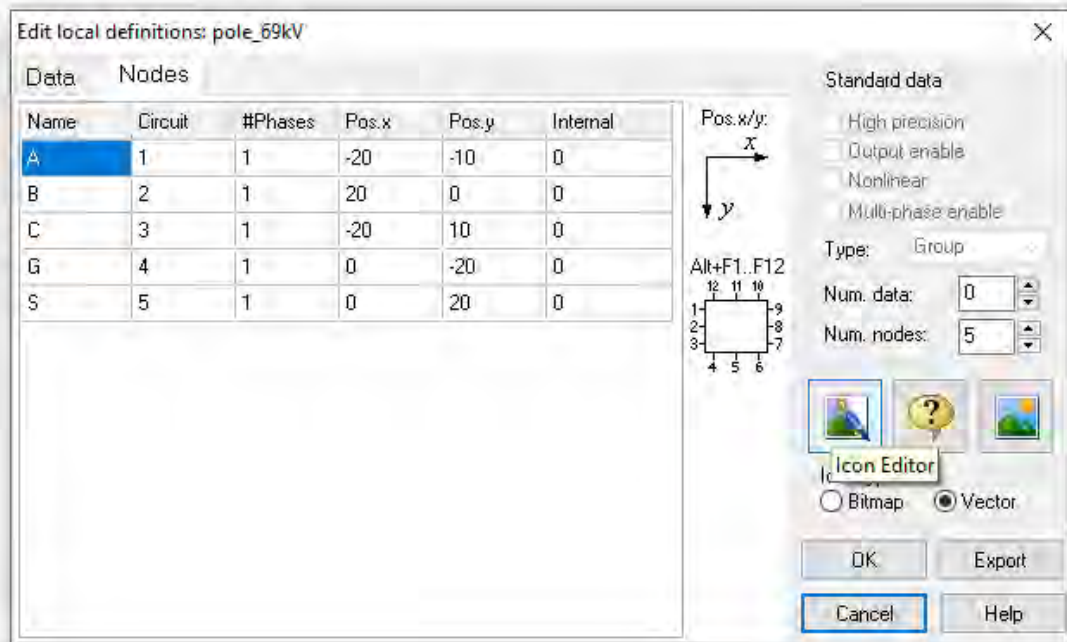 Edit local definitions: pole_69kV
Data Nodes
Name Circuit #Phases Pos.x Pos.y Internal
A 1 1 -20 -10 0
B 2 1 20 0 0
C 3 1 -20 10 0
G 4 1 0 -20 0
S 5 1 0 20 0
Pos.x/y:
x
y
Alt+F1..F12
12 11 10
1 9
2 8
3 7
4 5 6
Standard data
High precision
Output enable
Nonlinear
Multi-phase enable
Type: Group
Num. data: 0
Num. nodes: 5
?
Icon Editor
Bitmap Vector
OK Export
Cancel Help